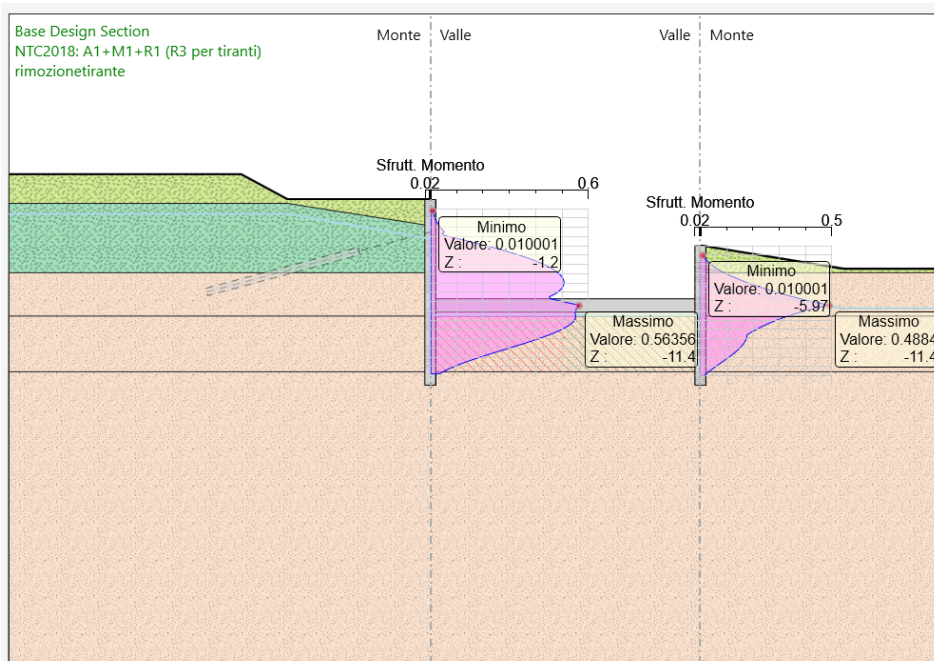 Base Design Section
NTC2018: A1+M1+R1 (R3 per tiranti)
rimozionetirante
Monte
Valle
Valle
Monte
Sfrutt. Momento
0.02
0.6
Minimo
Valore: 0.010001
Z : -1.2
Massimo
Valore: 0.56356
Z : -11.4
Sfrutt. Momento
0.02
0.5
Minimo
Valore: 0.010001
Z : -5.97
Massimo
Valore: 0.4884
Z : -11.4